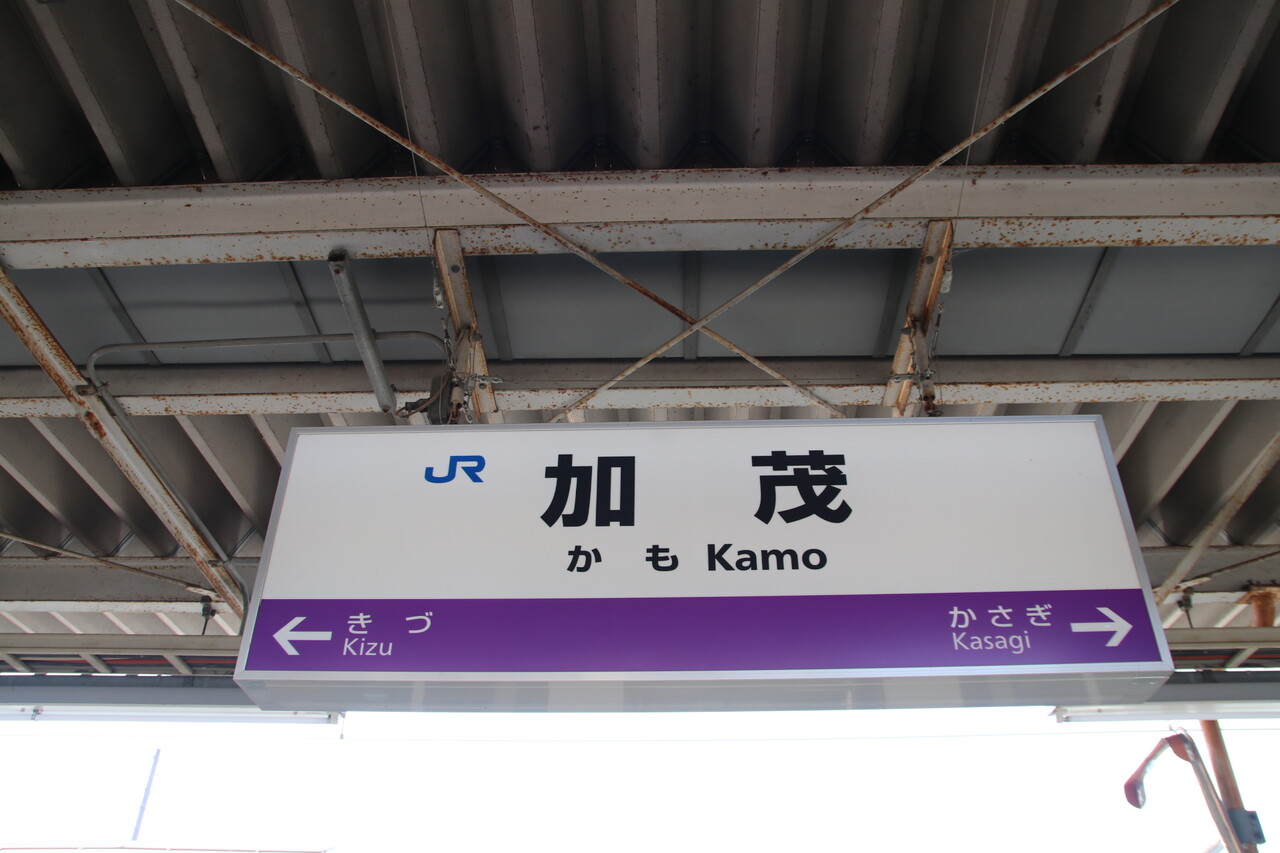 JR 加茂
かも Kamo
← きづ かさぎ →
Kizu Kasagi